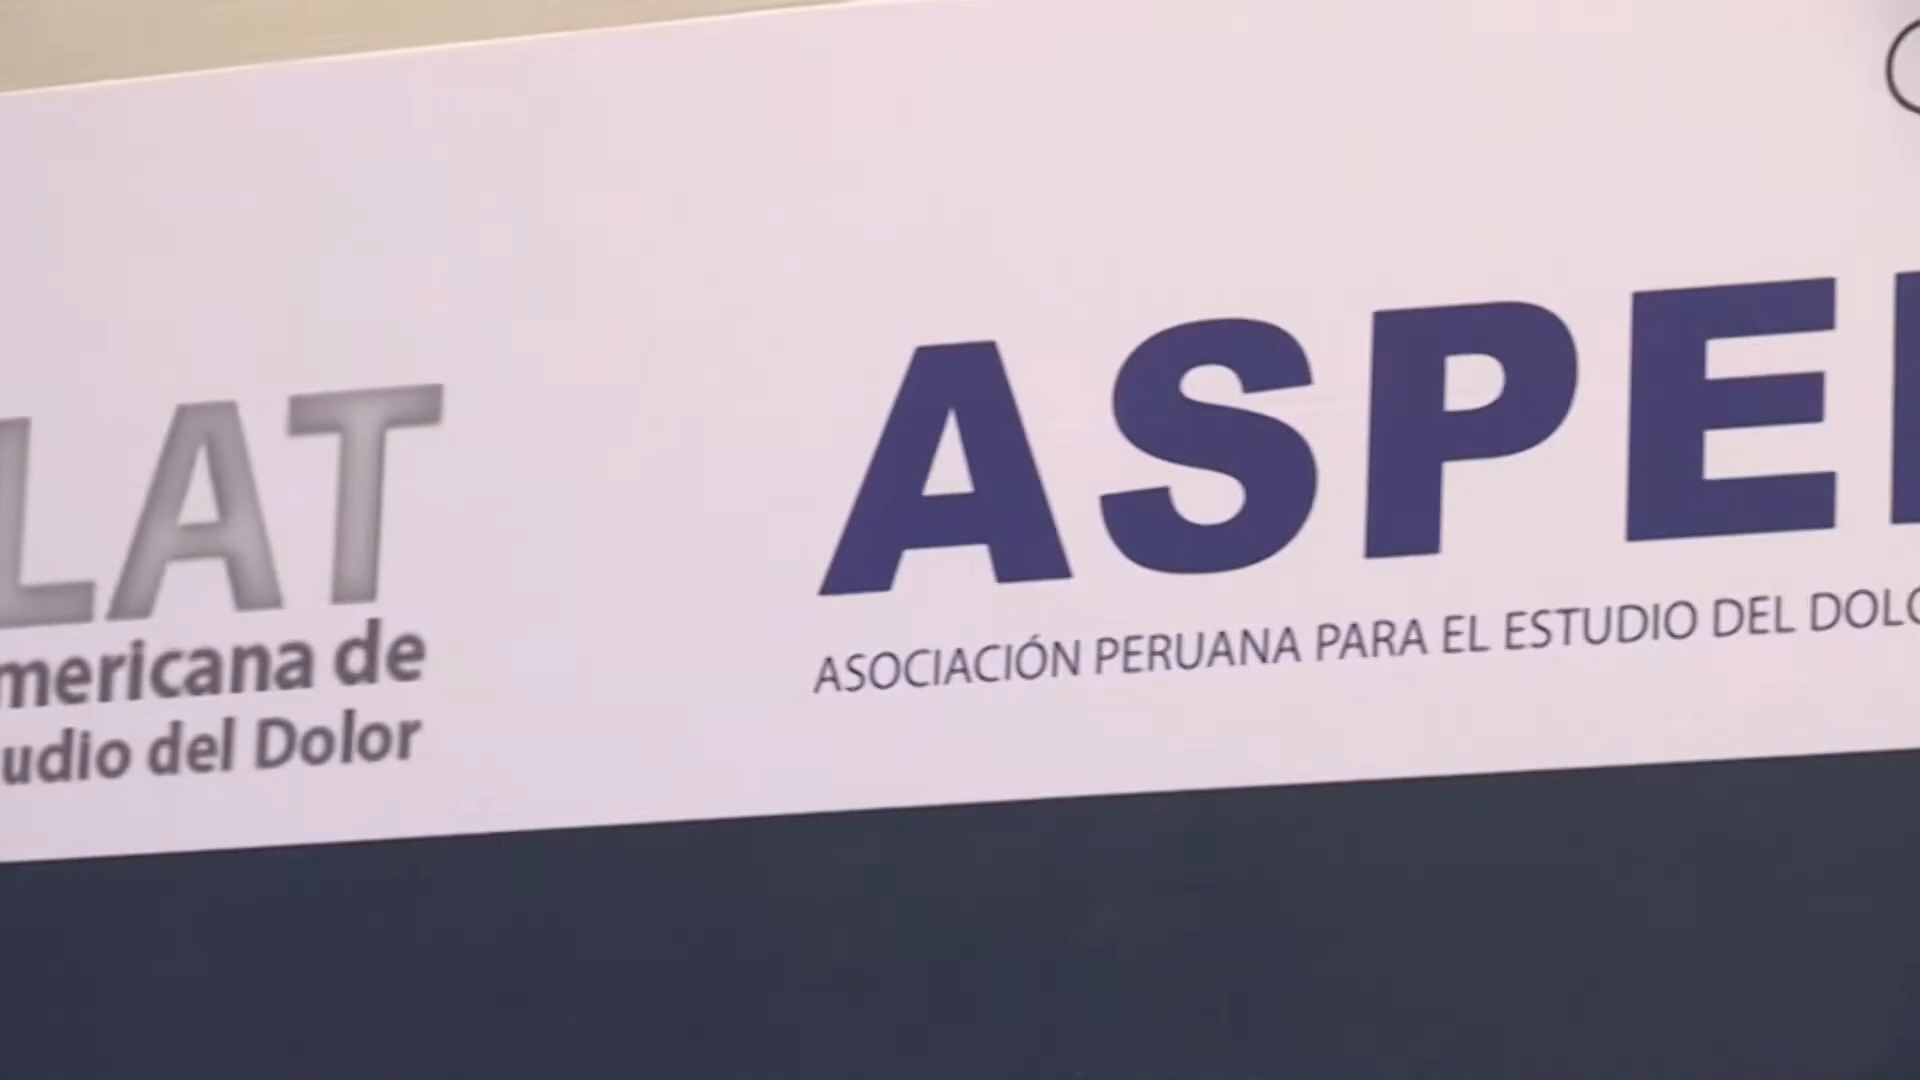 LAT
mericana de
udio del Dolor
ASPE
ASOCIACIÓN PERUANA PARA EL ESTUDIO DEL DOLO